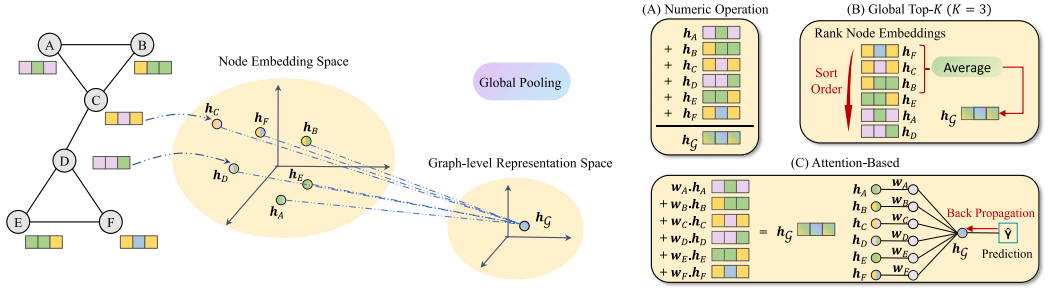 A
B
C
D
E
F
Node Embedding Space
Global Pooling
h_C
h_F
h_B
h_D
h_E
h_A
Graph-level Representation Space
h_G
(A) Numeric Operation
h_A
+ h_B
+ h_C
+ h_D
+ h_E
+ h_F
h_G
(B) Global Top-K (K = 3)
Rank Node Embeddings
Sort
Order
h_F
h_C
h_B
h_E
h_A
h_D
Average
h_G
(C) Attention-Based
w_A.h_A
+ w_B.h_B
+ w_C.h_C
+ w_D.h_D
+ w_E.h_E
+ w_F.h_F
= h_G
h_A w_A
h_B w_B
h_C w_C
h_D w_D
h_E w_E
h_F w_E
h_G
Back Propagation
Ŷ
Prediction